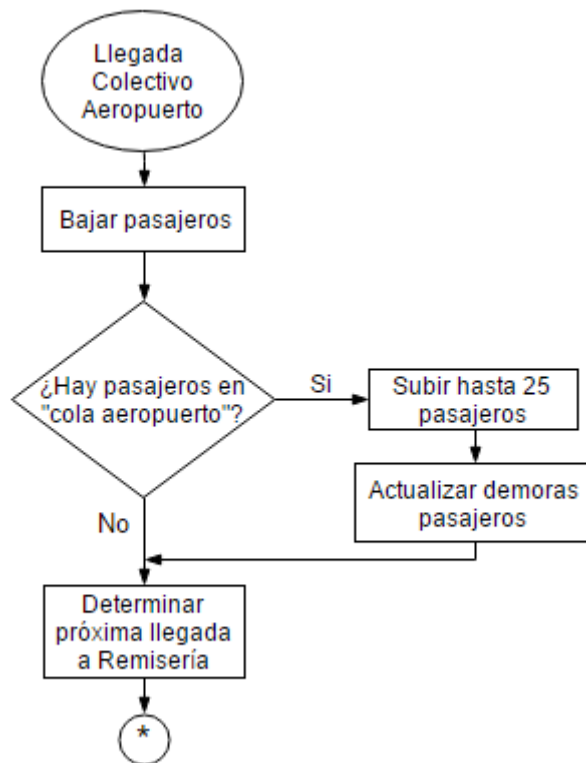 Llegada
Colectivo
Aeropuerto
Bajar pasajeros
¿Hay pasajeros en
"cola aeropuerto"?
Si
Subir hasta 25
pasajeros
Actualizar demoras
pasajeros
No
Determinar
próxima llegada
a Remisería
*